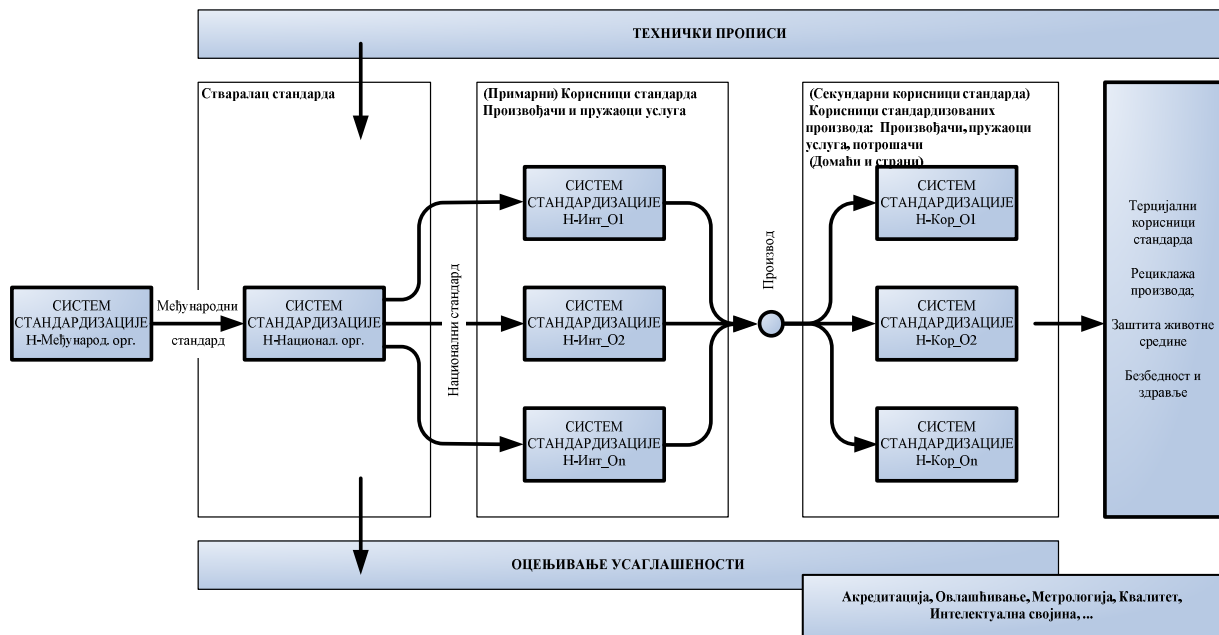 ТЕХНИЧКИ ПРОПИСИ
Стваралац стандарда
(Примарни) Корисници стандарда
Произвођачи и пружаоци услуга
(Секундарни корисници стандарда)
Корисници стандардизованих
производа: Произвођачи, пружаоци
услуга, потрошачи
(Домаћи и страни)
СИСТЕМ
СТАНДАРДИЗАЦИЈЕ
Н-Међународ. орг.
Међународни
стандард
СИСТЕМ
СТАНДАРДИЗАЦИЈЕ
Н-Национал. орг.
Национални стандард
СИСТЕМ
СТАНДАРДИЗАЦИЈЕ
Н-Инт_О1
СИСТЕМ
СТАНДАРДИЗАЦИЈЕ
Н-Инт_О2
СИСТЕМ
СТАНДАРДИЗАЦИЈЕ
Н-Инт_Оn
Производ
СИСТЕМ
СТАНДАРДИЗАЦИЈЕ
Н-Кор_О1
СИСТЕМ
СТАНДАРДИЗАЦИЈЕ
Н-Кор_О2
СИСТЕМ
СТАНДАРДИЗАЦИЈЕ
Н-Кор_Оn
Терцијални
корисници
стандарда
Рециклажа
производа;
Заштита животне
средине
Безбедност и
здравље
ОЦЕЊИВАЊЕ УСАГЛАШЕНОСТИ
Акредитација, Овлашћивање, Метрологија, Квалитет,
Интелектуална својина, ...